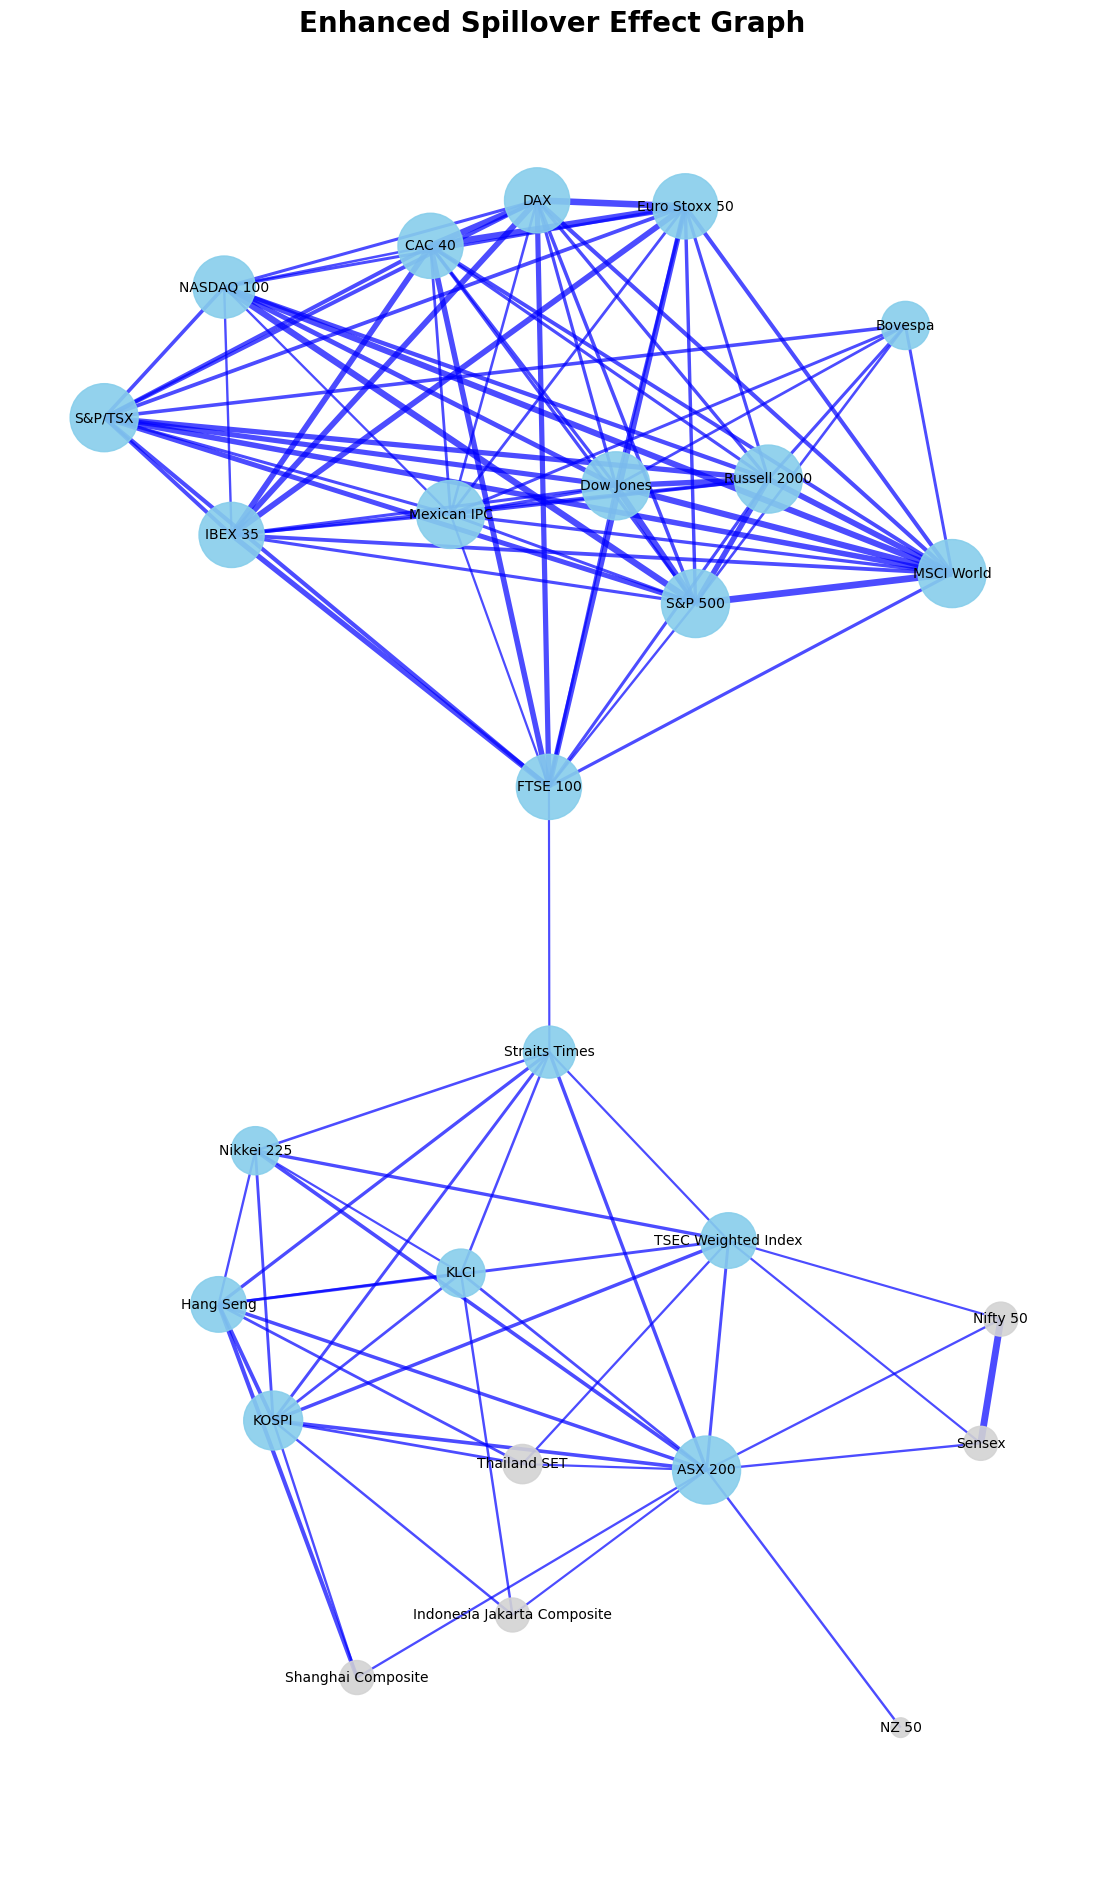 Enhanced Spillover Effect Graph
DAX
Euro Stoxx 50
CAC 40
NASDAQ 100
Bovespa
S&P/TSX
Russell 2000
Dow Jones
Mexican IPC
IBEX 35
MSCI World
S&P 500
FTSE 100
Straits Times
Nikkei 225
TSEC Weighted Index
KLCI
Hang Seng
Nifty 50
KOSPI
Sensex
Thailand SET
ASX 200
Indonesia Jakarta Composite
Shanghai Composite
NZ 50